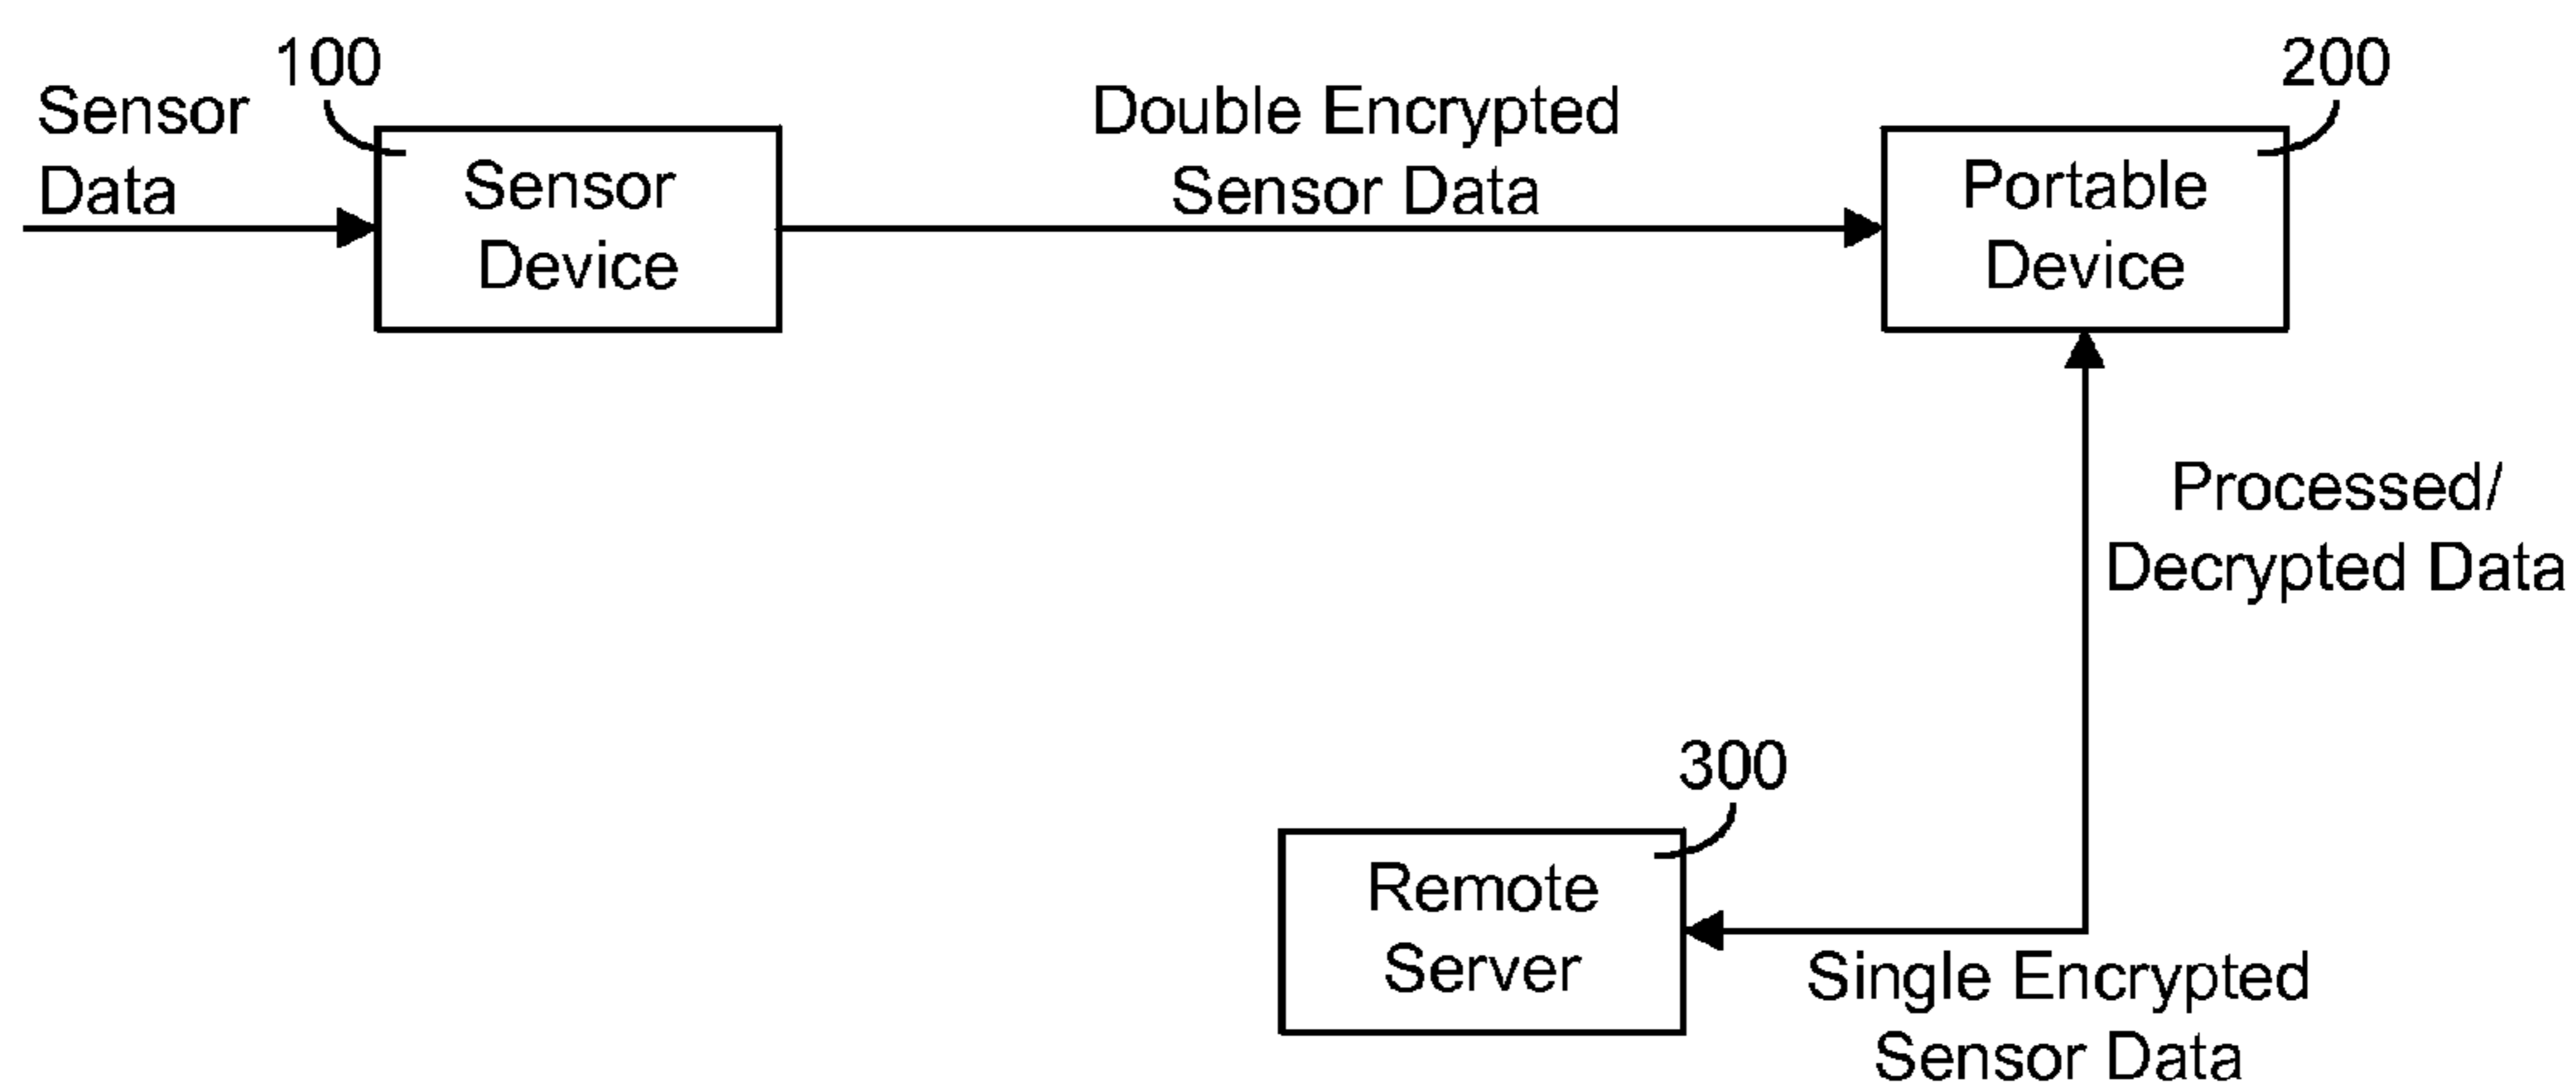 100
Sensor
Data
Sensor
Device
Double Encrypted
Sensor Data
200
Portable
Device
Processed/
Decrypted Data
300
Remote
Server
Single Encrypted
Sensor Data